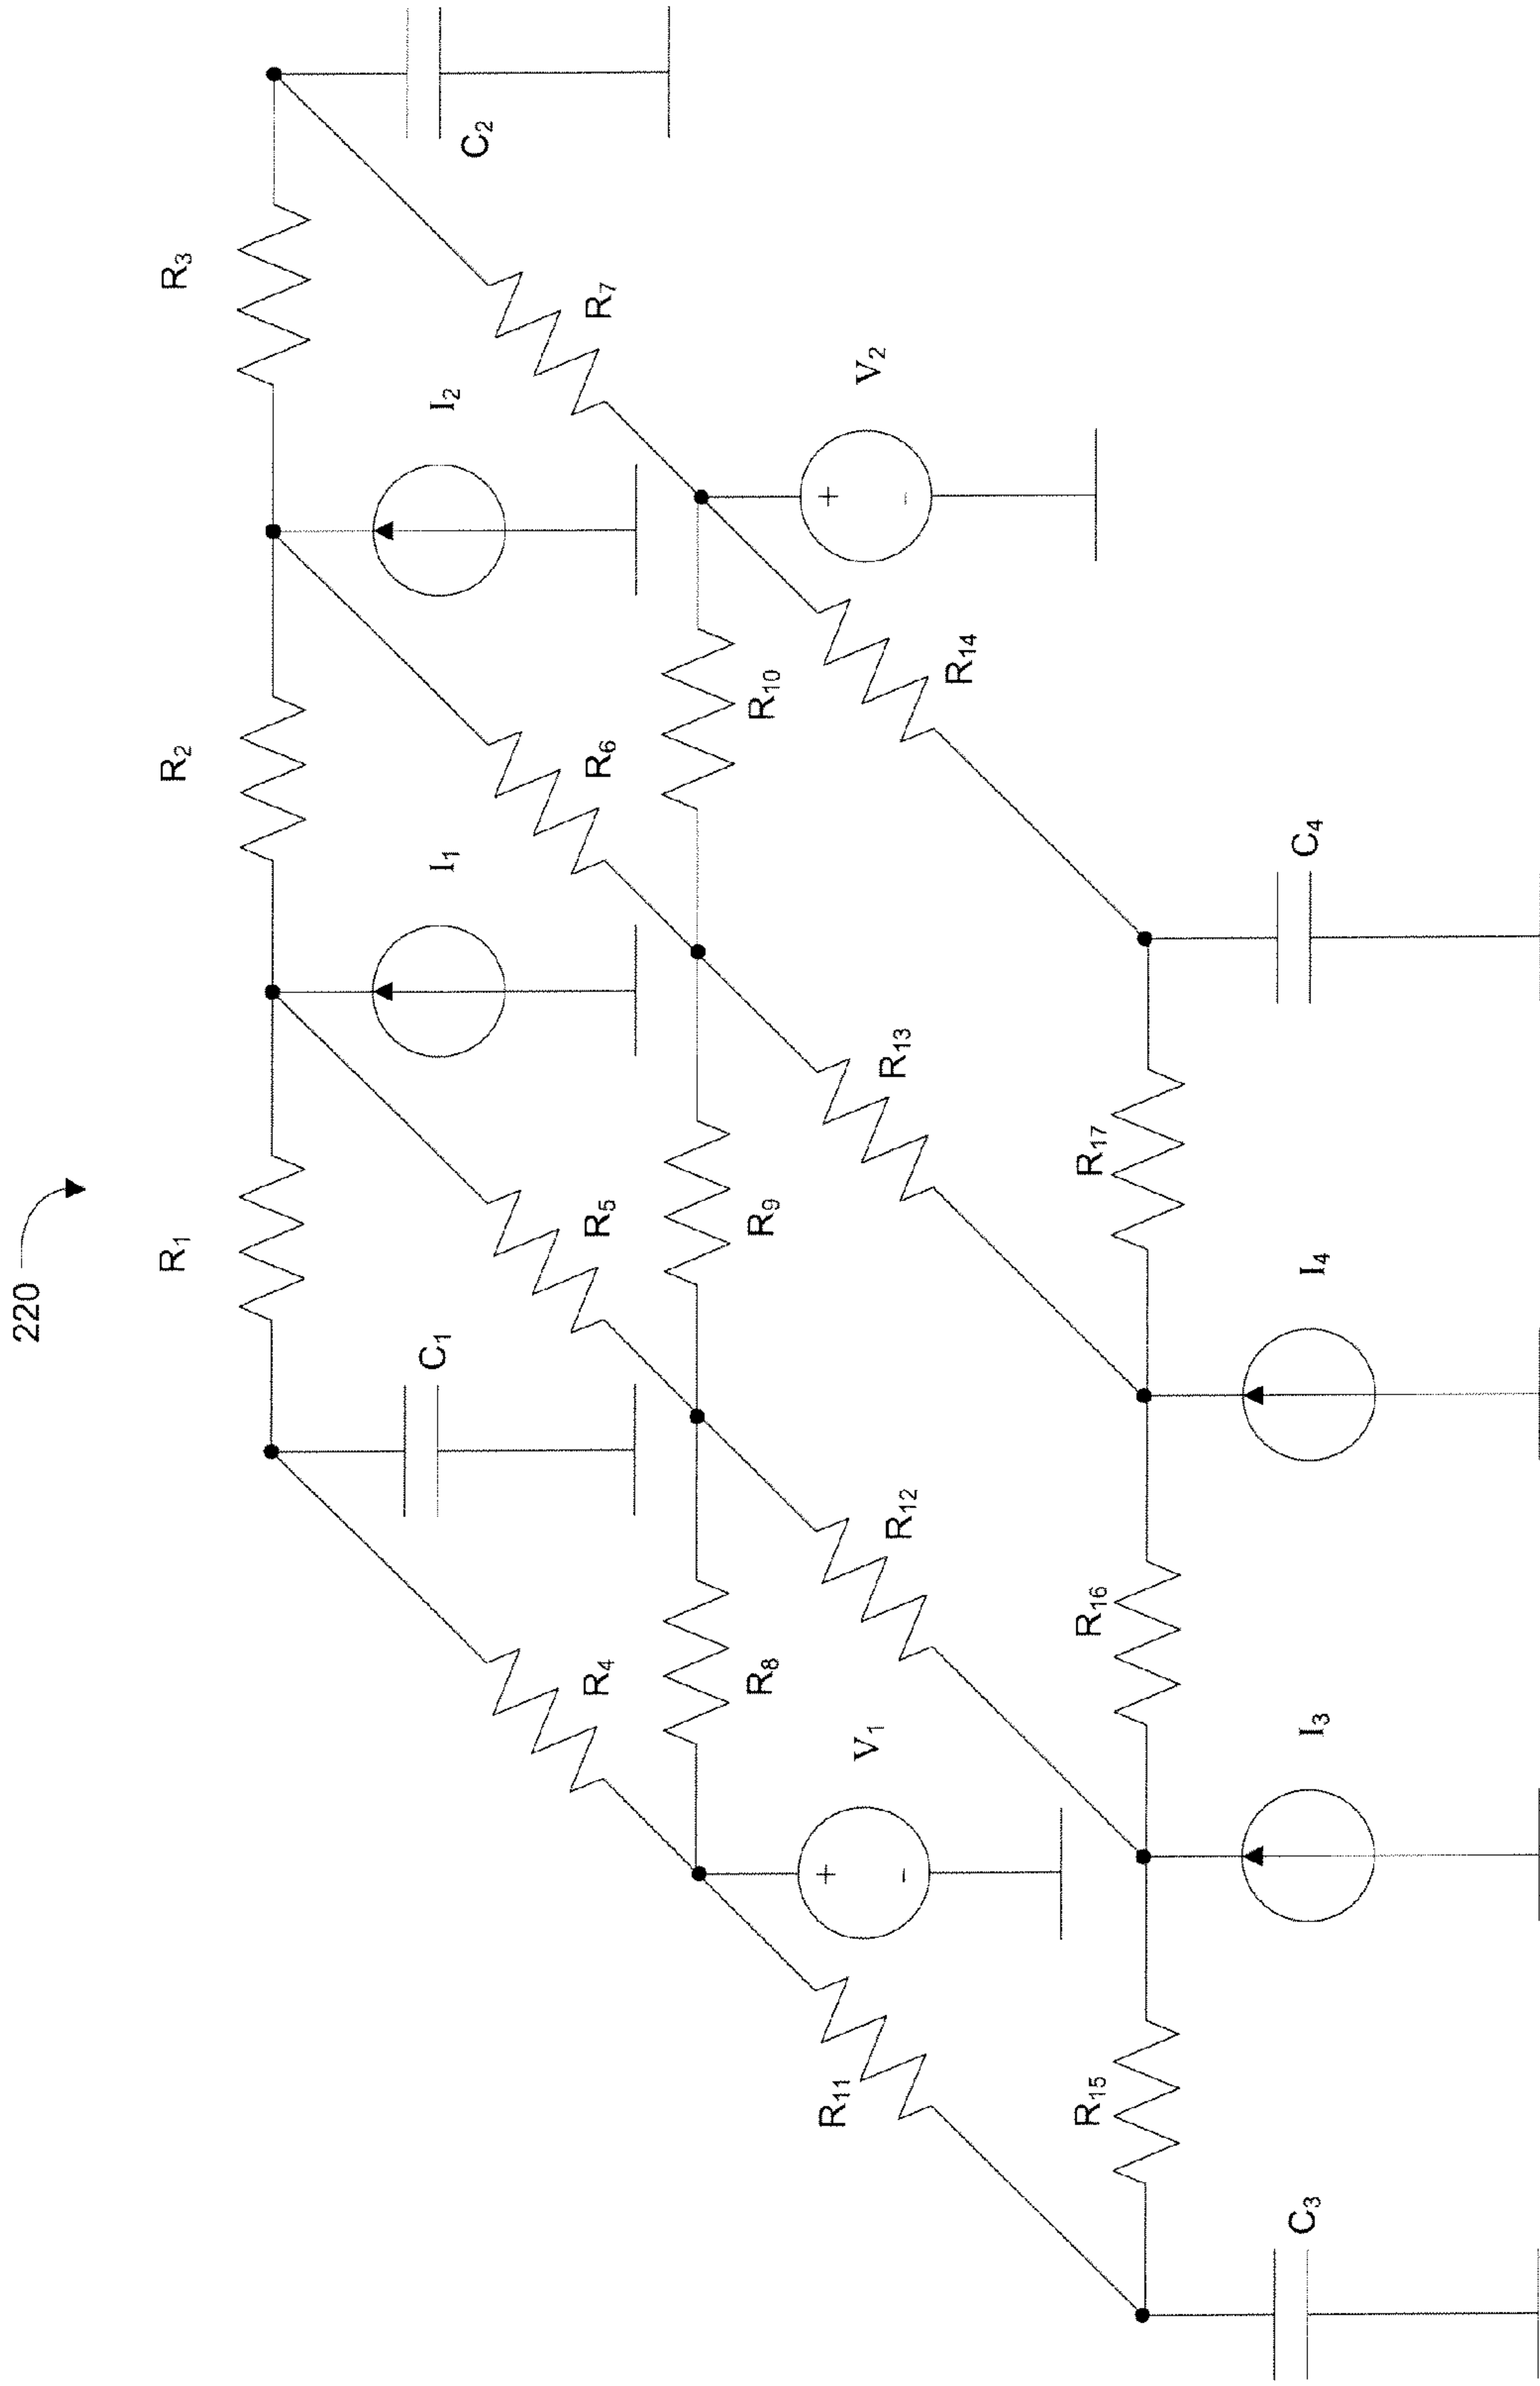 220
R₁
R₂
R₃
C₁
I₁
I₂
C₂
R₄
R₅
R₆
R₇
R₈
R₉
R₁₀
V₁
+
-
V₂
+
-
R₁₁
R₁₂
R₁₃
R₁₄
R₁₅
R₁₆
R₁₇
C₃
I₃
I₄
C₄